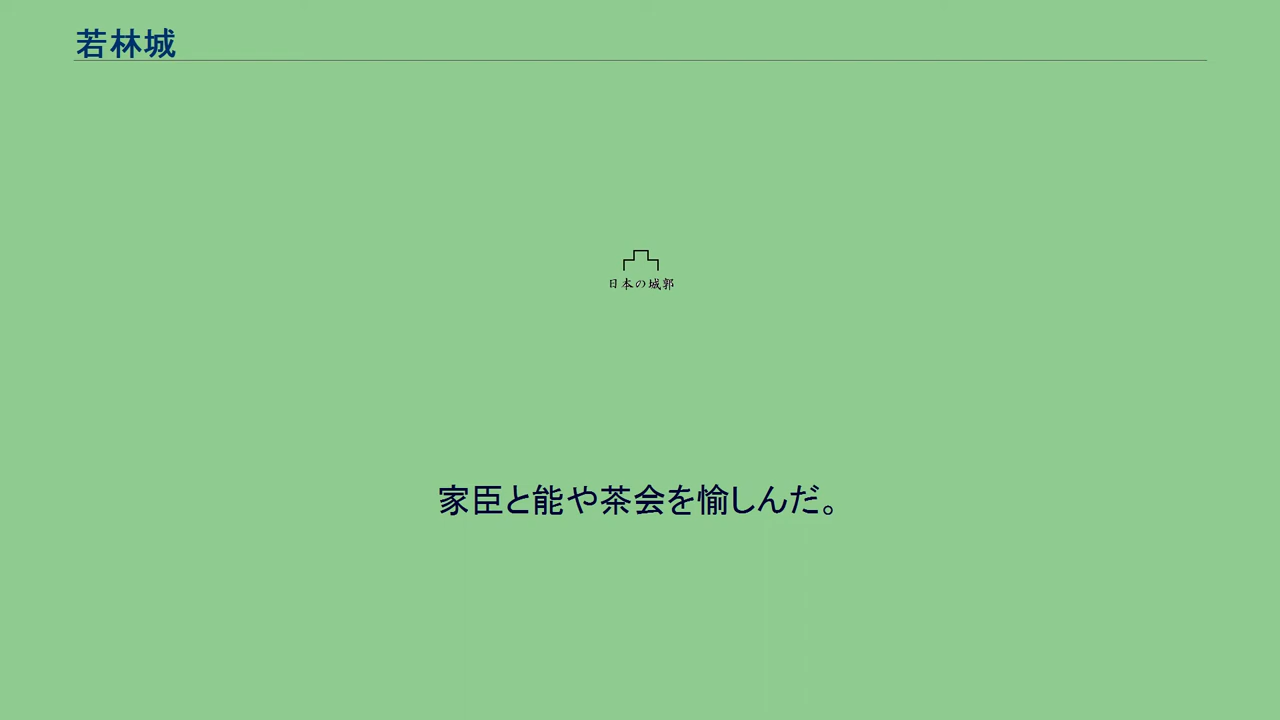 若林城
日本の城郭
家臣と能や茶会を愉しんだ。